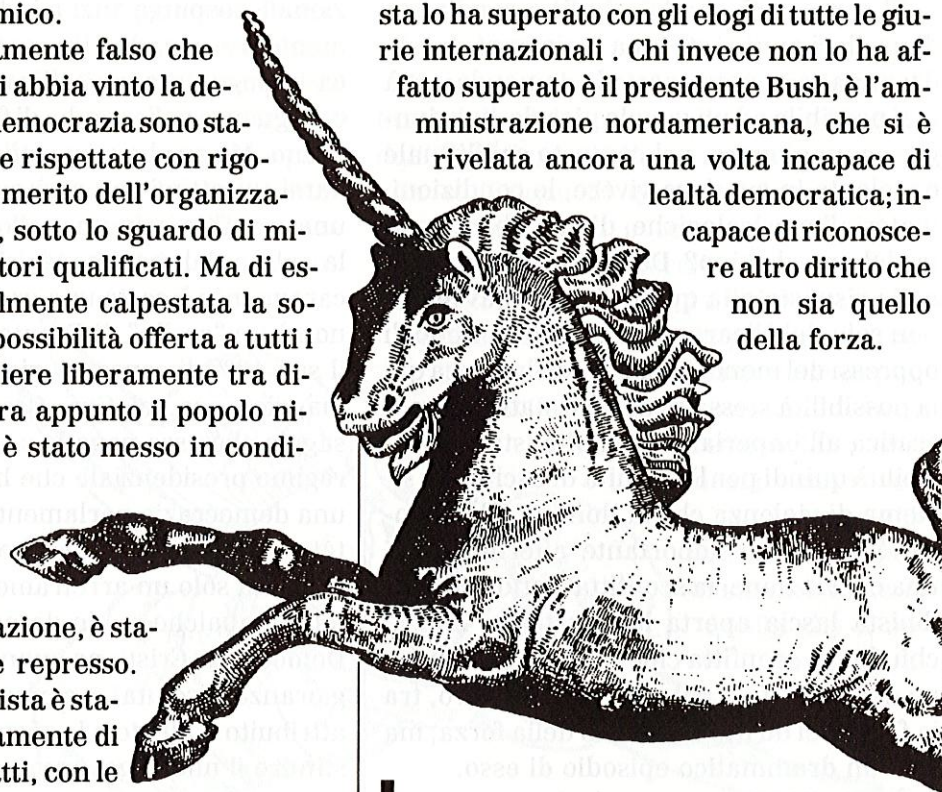 mico.
mente falso che
i abbia vinto la de-
emocrazia sono sta-
e rispettate con rigo-
merito dell'organizza-
, sotto lo sguardo di mi-
tori qualificati. Ma di es-
lmente calpestata la so-
possibilità offerta a tutti i
iere liberamente tra di-
ra appunto il popolo ni-
è stato messo in condi-
azione, è sta-
represso.
ista è sta-
amente di
tti, con le
sta lo ha superato con gli elogi di tutte le giu-
rie internazionali . Chi invece non lo ha af-
fatto superato è il presidente Bush, è l'am-
ministrazione nordamericana, che si è
rivelata ancora una volta incapace di
lealtà democratica; in-
capace di riconosce-
re altro diritto che
non sia quello
della forza.